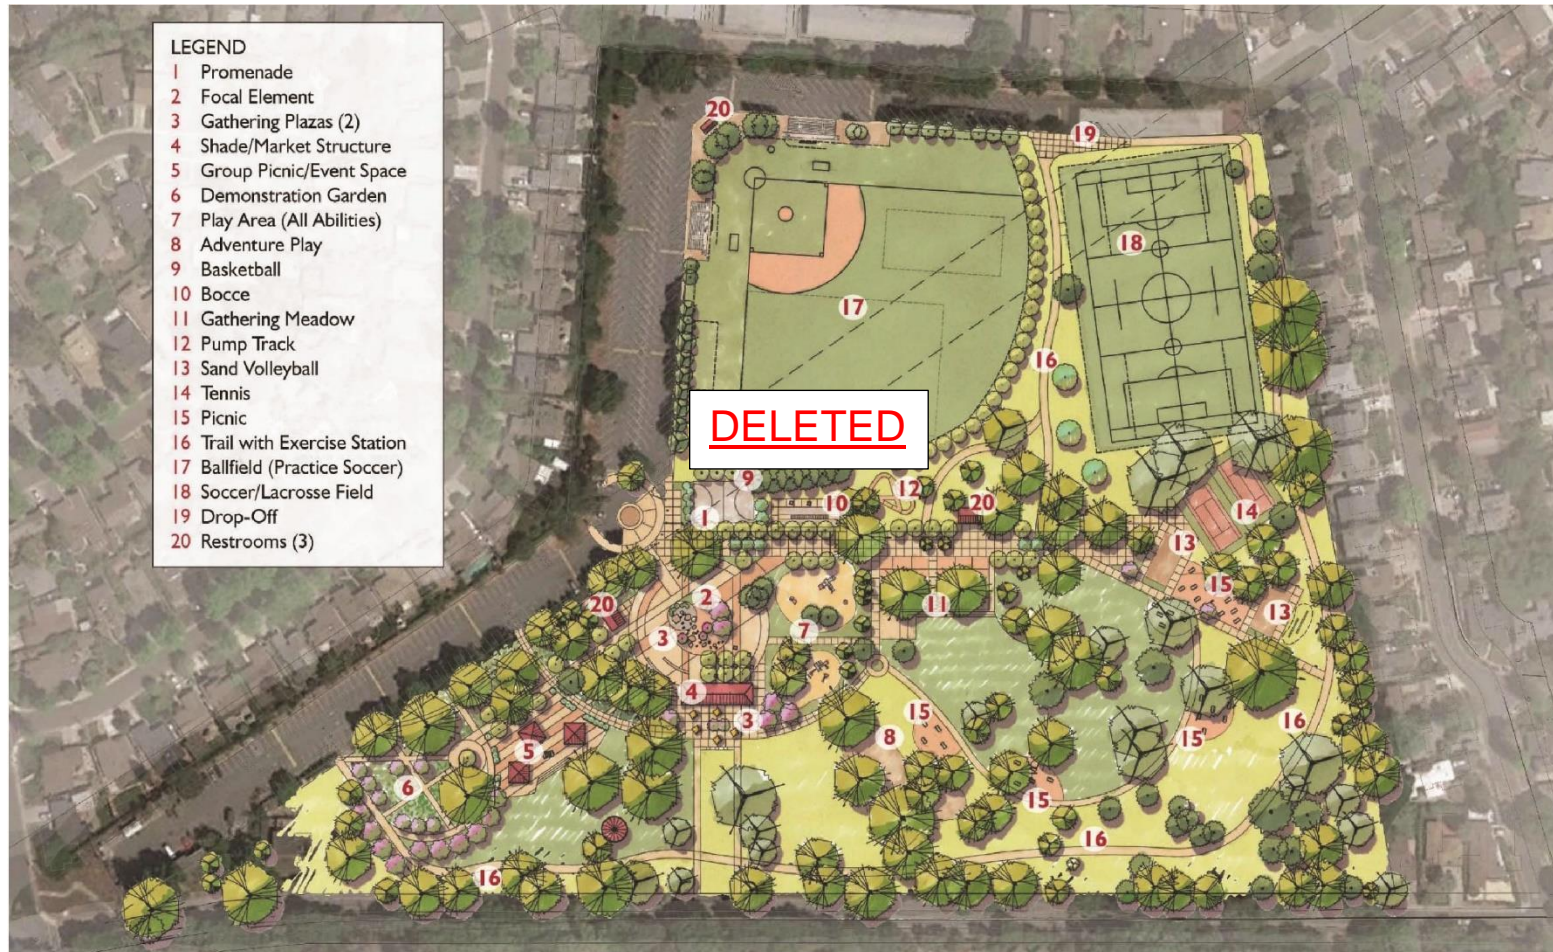 LEGEND
1 Promenade
2 Focal Element
3 Gathering Plazas (2)
4 Shade/Market Structure
5 Group Picnic/Event Space
6 Demonstration Garden
7 Play Area (All Abilities)
8 Adventure Play
9 Basketball
10 Bocce
11 Gathering Meadow
12 Pump Track
13 Sand Volleyball
14 Tennis
15 Picnic
16 Trail with Exercise Station
17 Ballfield (Practice Soccer)
18 Soccer/Lacrosse Field
19 Drop-Off
20 Restrooms (3)
20
19
18
17
16
DELETED
9
12
10
20
1
14
13
2
15
20
11
13
3
7
4
3
15
16
5
8
15
6
15
16
16